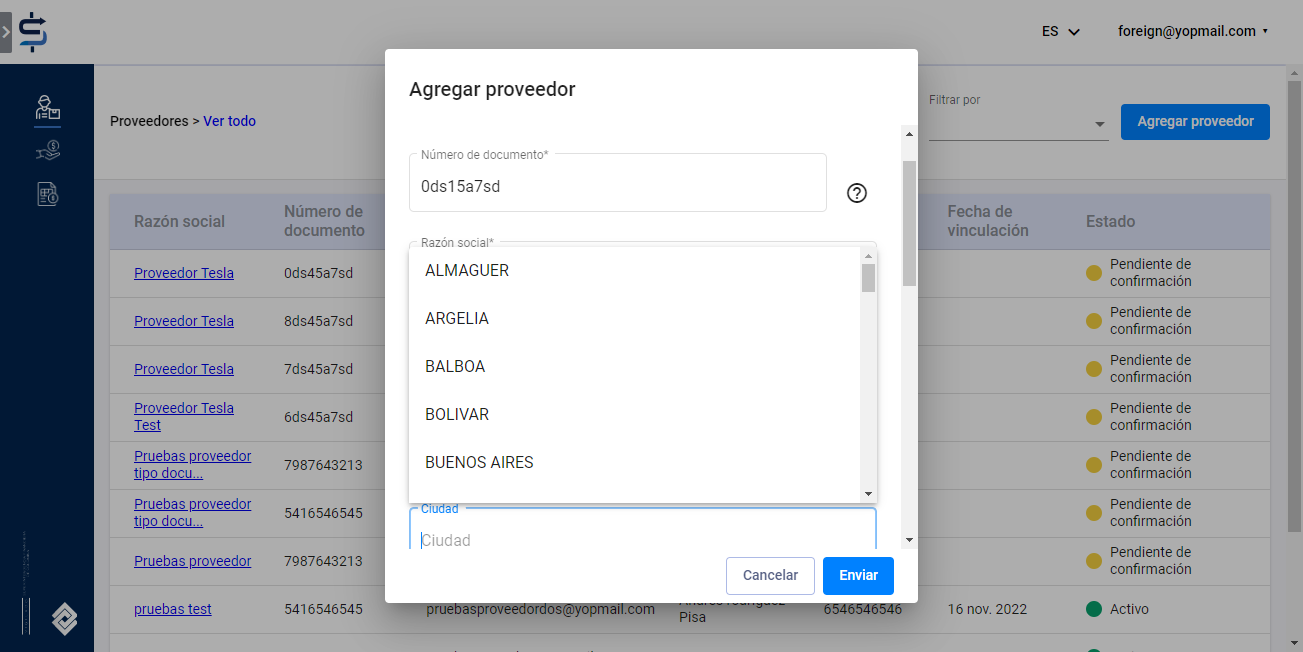 ES
foreign@yopmail.com
Proveedores > Ver todo
Filtrar por
Agregar proveedor
Razón social
Número de
documento
Fecha de
vinculación
Estado
Proveedor Tesla
0ds45a7sd
Pendiente de
confirmación
Proveedor Tesla
8ds45a7sd
Pendiente de
confirmación
Proveedor Tesla
7ds45a7sd
Pendiente de
confirmación
Proveedor Tesla
Test
6ds45a7sd
Pendiente de
confirmación
Pruebas proveedor
tipo docu...
7987643213
Pendiente de
confirmación
Pruebas proveedor
tipo docu...
5416546545
Pendiente de
confirmación
Pruebas proveedor
7987643213
Pendiente de
confirmación
pruebas test
5416546545
pruebasproveedordos@yopmail.com
Andres rodriguez
Pisa
6546546546
16 nov. 2022
Activo
Agregar proveedor
Número de documento*
0ds15a7sd
Razón social*
ALMAGUER
ARGELIA
BALBOA
BOLIVAR
BUENOS AIRES
Ciudad
Ciudad
Cancelar
Enviar